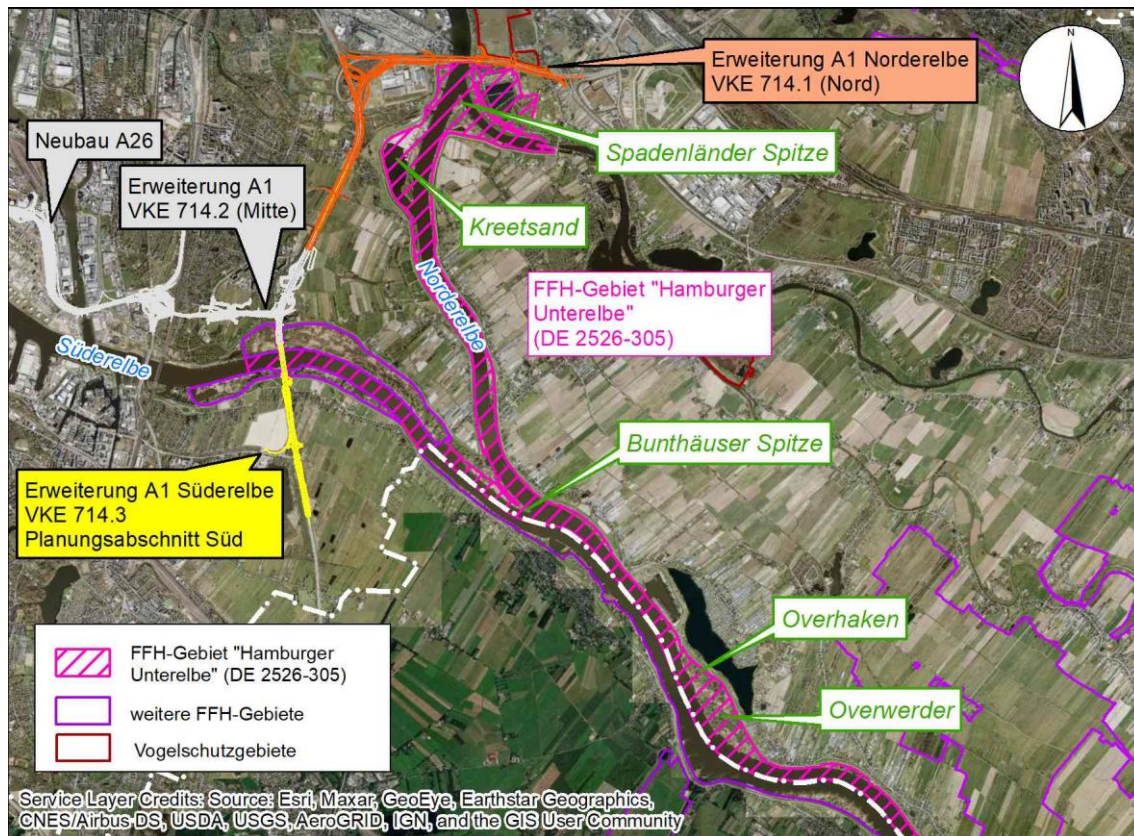 N
Erweiterung A1 Norderelbe
VKE 714.1 (Nord)
Neubau A26
Erweiterung A1
VKE 714.2 (Mitte)
Spadenländer Spitze
Kreetsand
Norderelbe
FFH-Gebiet "Hamburger
Unterelbe"
(DE 2526-305)
Süderelbe
Bunthäuser Spitze
Erweiterung A1 Süderelbe
VKE 714.3
Planungsabschnitt Süd
Overhaken
Overwerder
FFH-Gebiet "Hamburger
Unterelbe" (DE 2526-305)
weitere FFH-Gebiete
Vogelschutzgebiete
Service Layer Credits: Source: Esri, Maxar, GeoEye, Earthstar Geographics,
CNES/Airbus DS, USDA, USGS, AeroGRID, IGN, and the GIS User Community